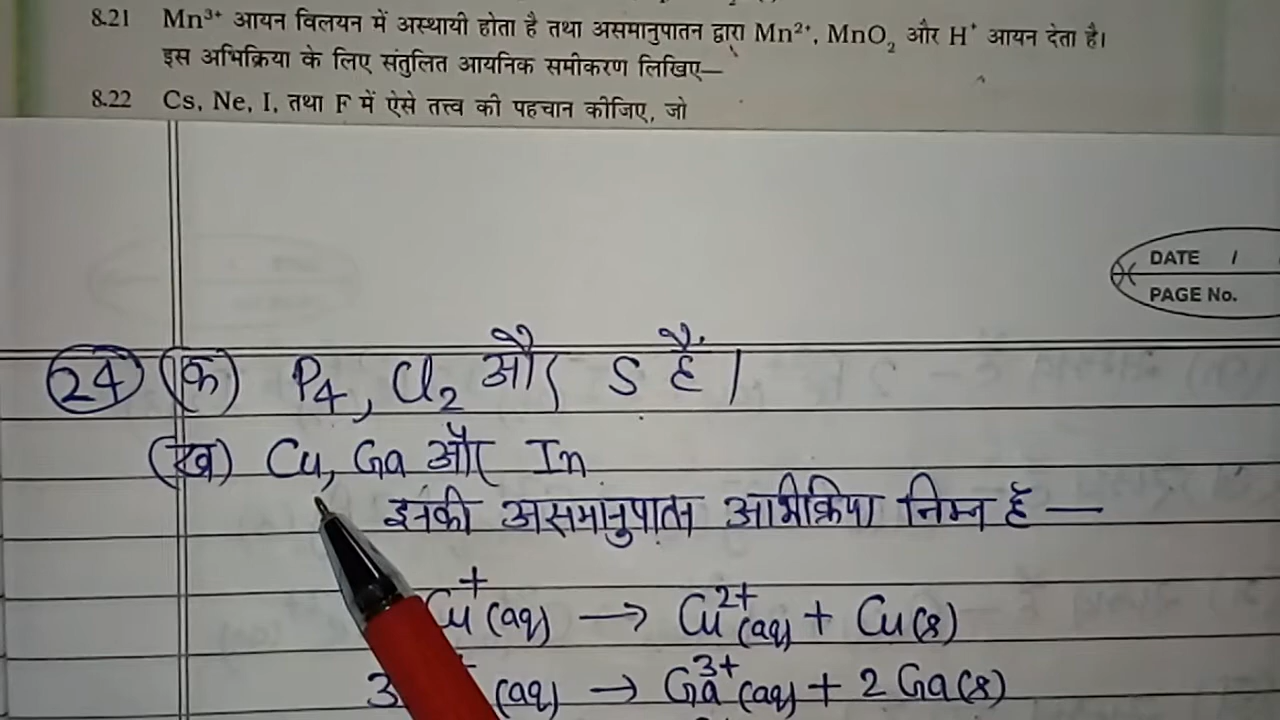 8.21 Mn³⁺ आयन विलयन में अस्थायी होता है तथा असमानुपातन द्वारा Mn²⁺, MnO₂ और H⁺ आयन देता है।
इस अभिक्रिया के लिए संतुलित आयनिक समीकरण लिखिए—
8.22 Cs, Ne, I, तथा F में ऐसे तत्त्व की पहचान कीजिए, जो
DATE /
PAGE No.
24 (क) P₄, Cl₂ और S हैं।
(ख) Cu, Ga और In
इनकी असमानुपातन अभिक्रिया निम्न हैं —
Cu⁺(aq) → Cu²⁺(aq) + Cu(s)
3 (aq) → Ga³⁺(aq) + 2Ga(s)